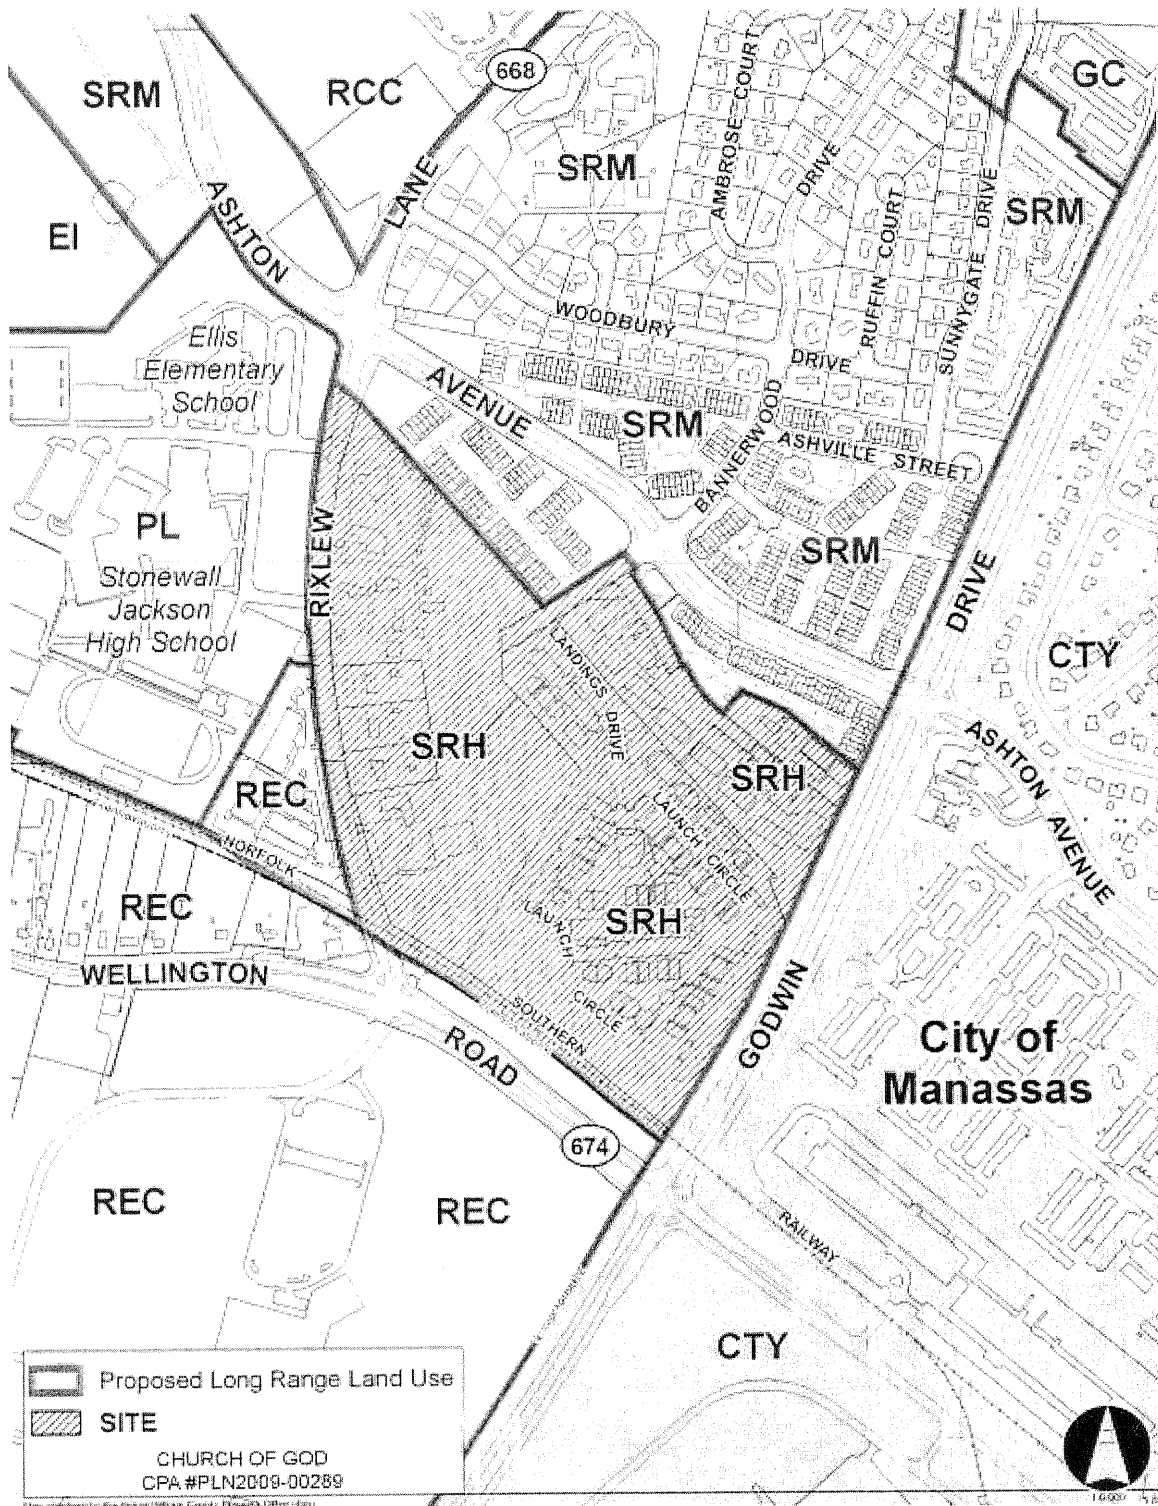 SRM
RCC
668
GC
SRM
SRM
EI
ASHTON
LANE
AMBROSE COURT
DRIVE
RUFFIN COURT
SUNNYGATE DRIVE
WOODBURY
DRIVE
Ellis
Elementary
School
AVENUE
SRM
BANNERWOOD
ASHVILLE STREET
PL
RIXLEW
SRM
Stonewall
Jackson
High School
DRIVE
CTY
LANDINGS DRIVE
SRH
SRH
ASHTON AVENUE
REC
LAUNCH CIRCLE
NORFOLK
REC
SRH
LAUNCH
CIRCLE
WELLINGTON
SOUTHERN
ROAD
GODWIN
City of
Manassas
674
REC
REC
RAILWAY
CTY
Proposed Long Range Land Use
SITE
CHURCH OF GOD
CPA #PLN2009-00289